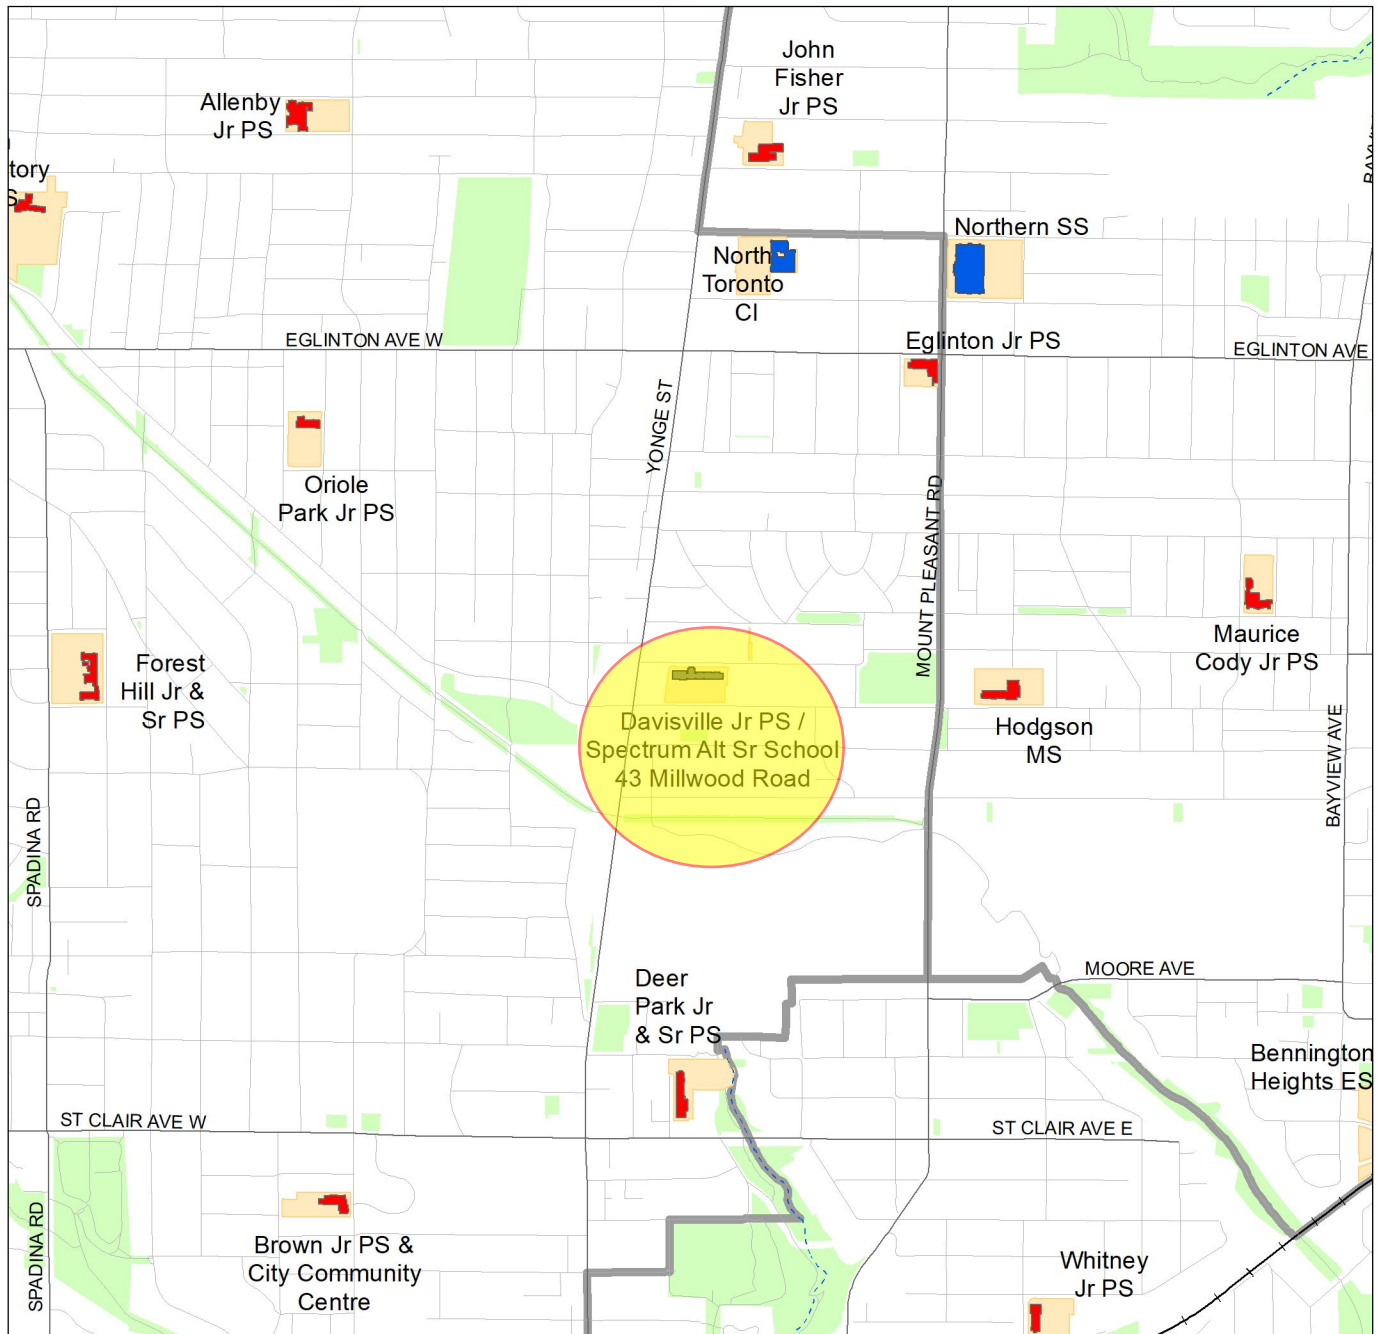 John
Fisher
Jr PS
Allenby
Jr PS
tory
S
Northern SS
North
Toronto
CI
EGLINTON AVE W
Eglinton Jr PS
EGLINTON AVE
YONGE ST
Oriole
Park Jr PS
MOUNT PLEASANT RD
Maurice
Cody Jr PS
Forest
Hill Jr &
Sr PS
Davisville Jr PS /
Spectrum Alt Sr School
43 Millwood Road
Hodgson
MS
BAYVIEW AVE
SPADINA RD
Deer
Park Jr
& Sr PS
MOORE AVE
Bennington
Heights ES
ST CLAIR AVE W
ST CLAIR AVE E
SPADINA RD
Brown Jr PS &
City Community
Centre
Whitney
Jr PS